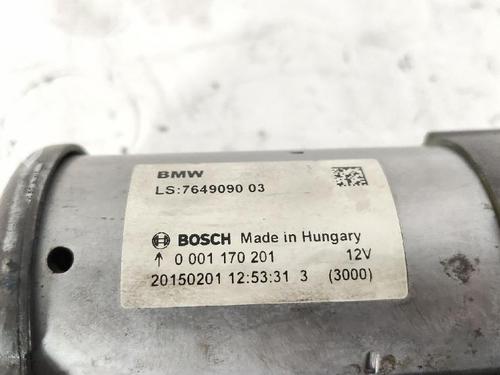 BMW
LS:7649090 03
BOSCH Made in Hungary
↑ 0 001 170 201 12V
20150201 12:53:31 3 (3000)